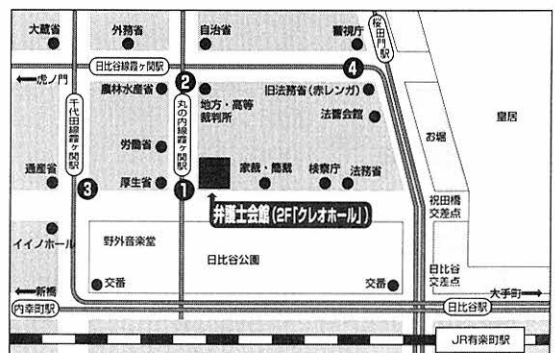 大蔵省
外務省
自治省
警視庁
桜田門駅
日比谷線霞ヶ関駅
虎ノ門
4
2
農林水産省
地方・高等
裁判所
旧法務省(赤レンガ)
法曹会館
皇居
お堀
千代田線霞ヶ関駅
丸の内線霞ヶ関駅
労働省
通産省
3
厚生省
1
家裁・簡裁
検察庁
法務省
祝田橋
交差点
弁護士会館(2F「クレオホール」)
イイノホール
野外音楽堂
日比谷公園
日比谷
交差点
交番
交番
新橋
大手町
内幸町駅
日比谷駅
JR有楽町駅